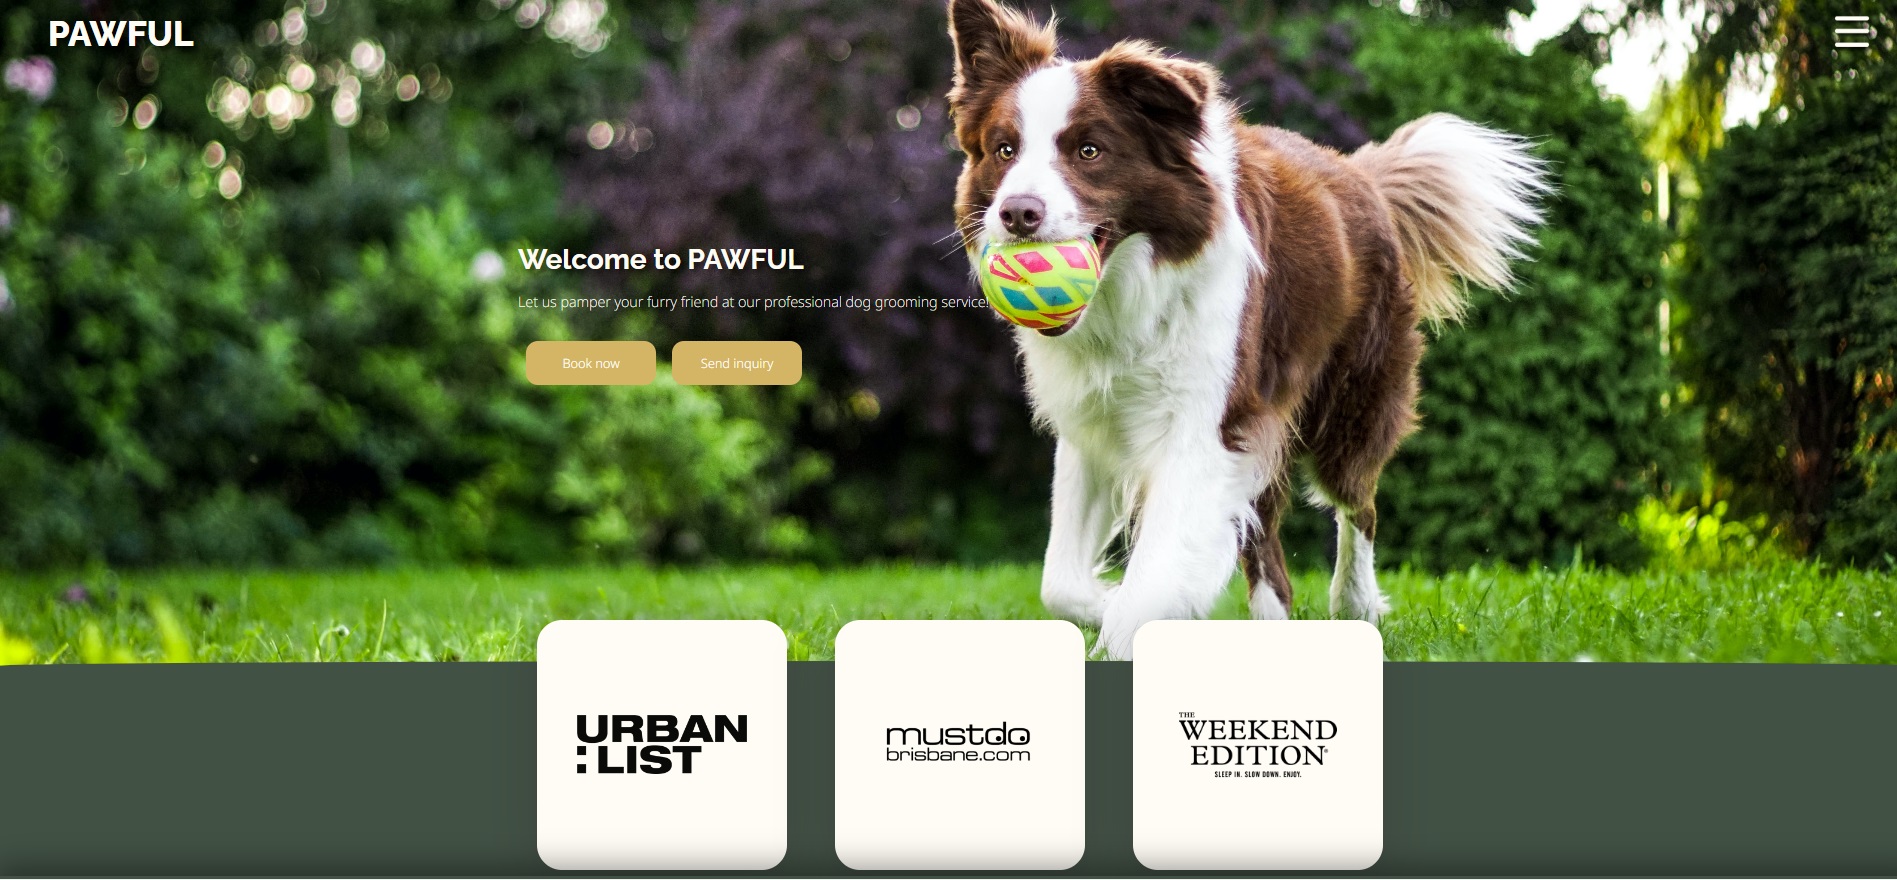 PAWFUL
Welcome to PAWFUL
Let us pamper your furry friend at our professional dog grooming service!
Book now
Send inquiry
URBAN
:LIST
mustdo
brisbane.com
THE
WEEKEND
EDITION®
SLEEP IN. SLOW DOWN. ENJOY.